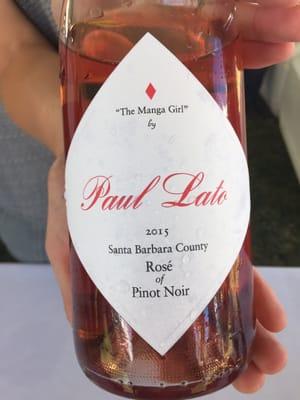 "The Manga Girl"
by
Paul Lato
2015
Santa Barbara County
Rosé
of
Pinot Noir